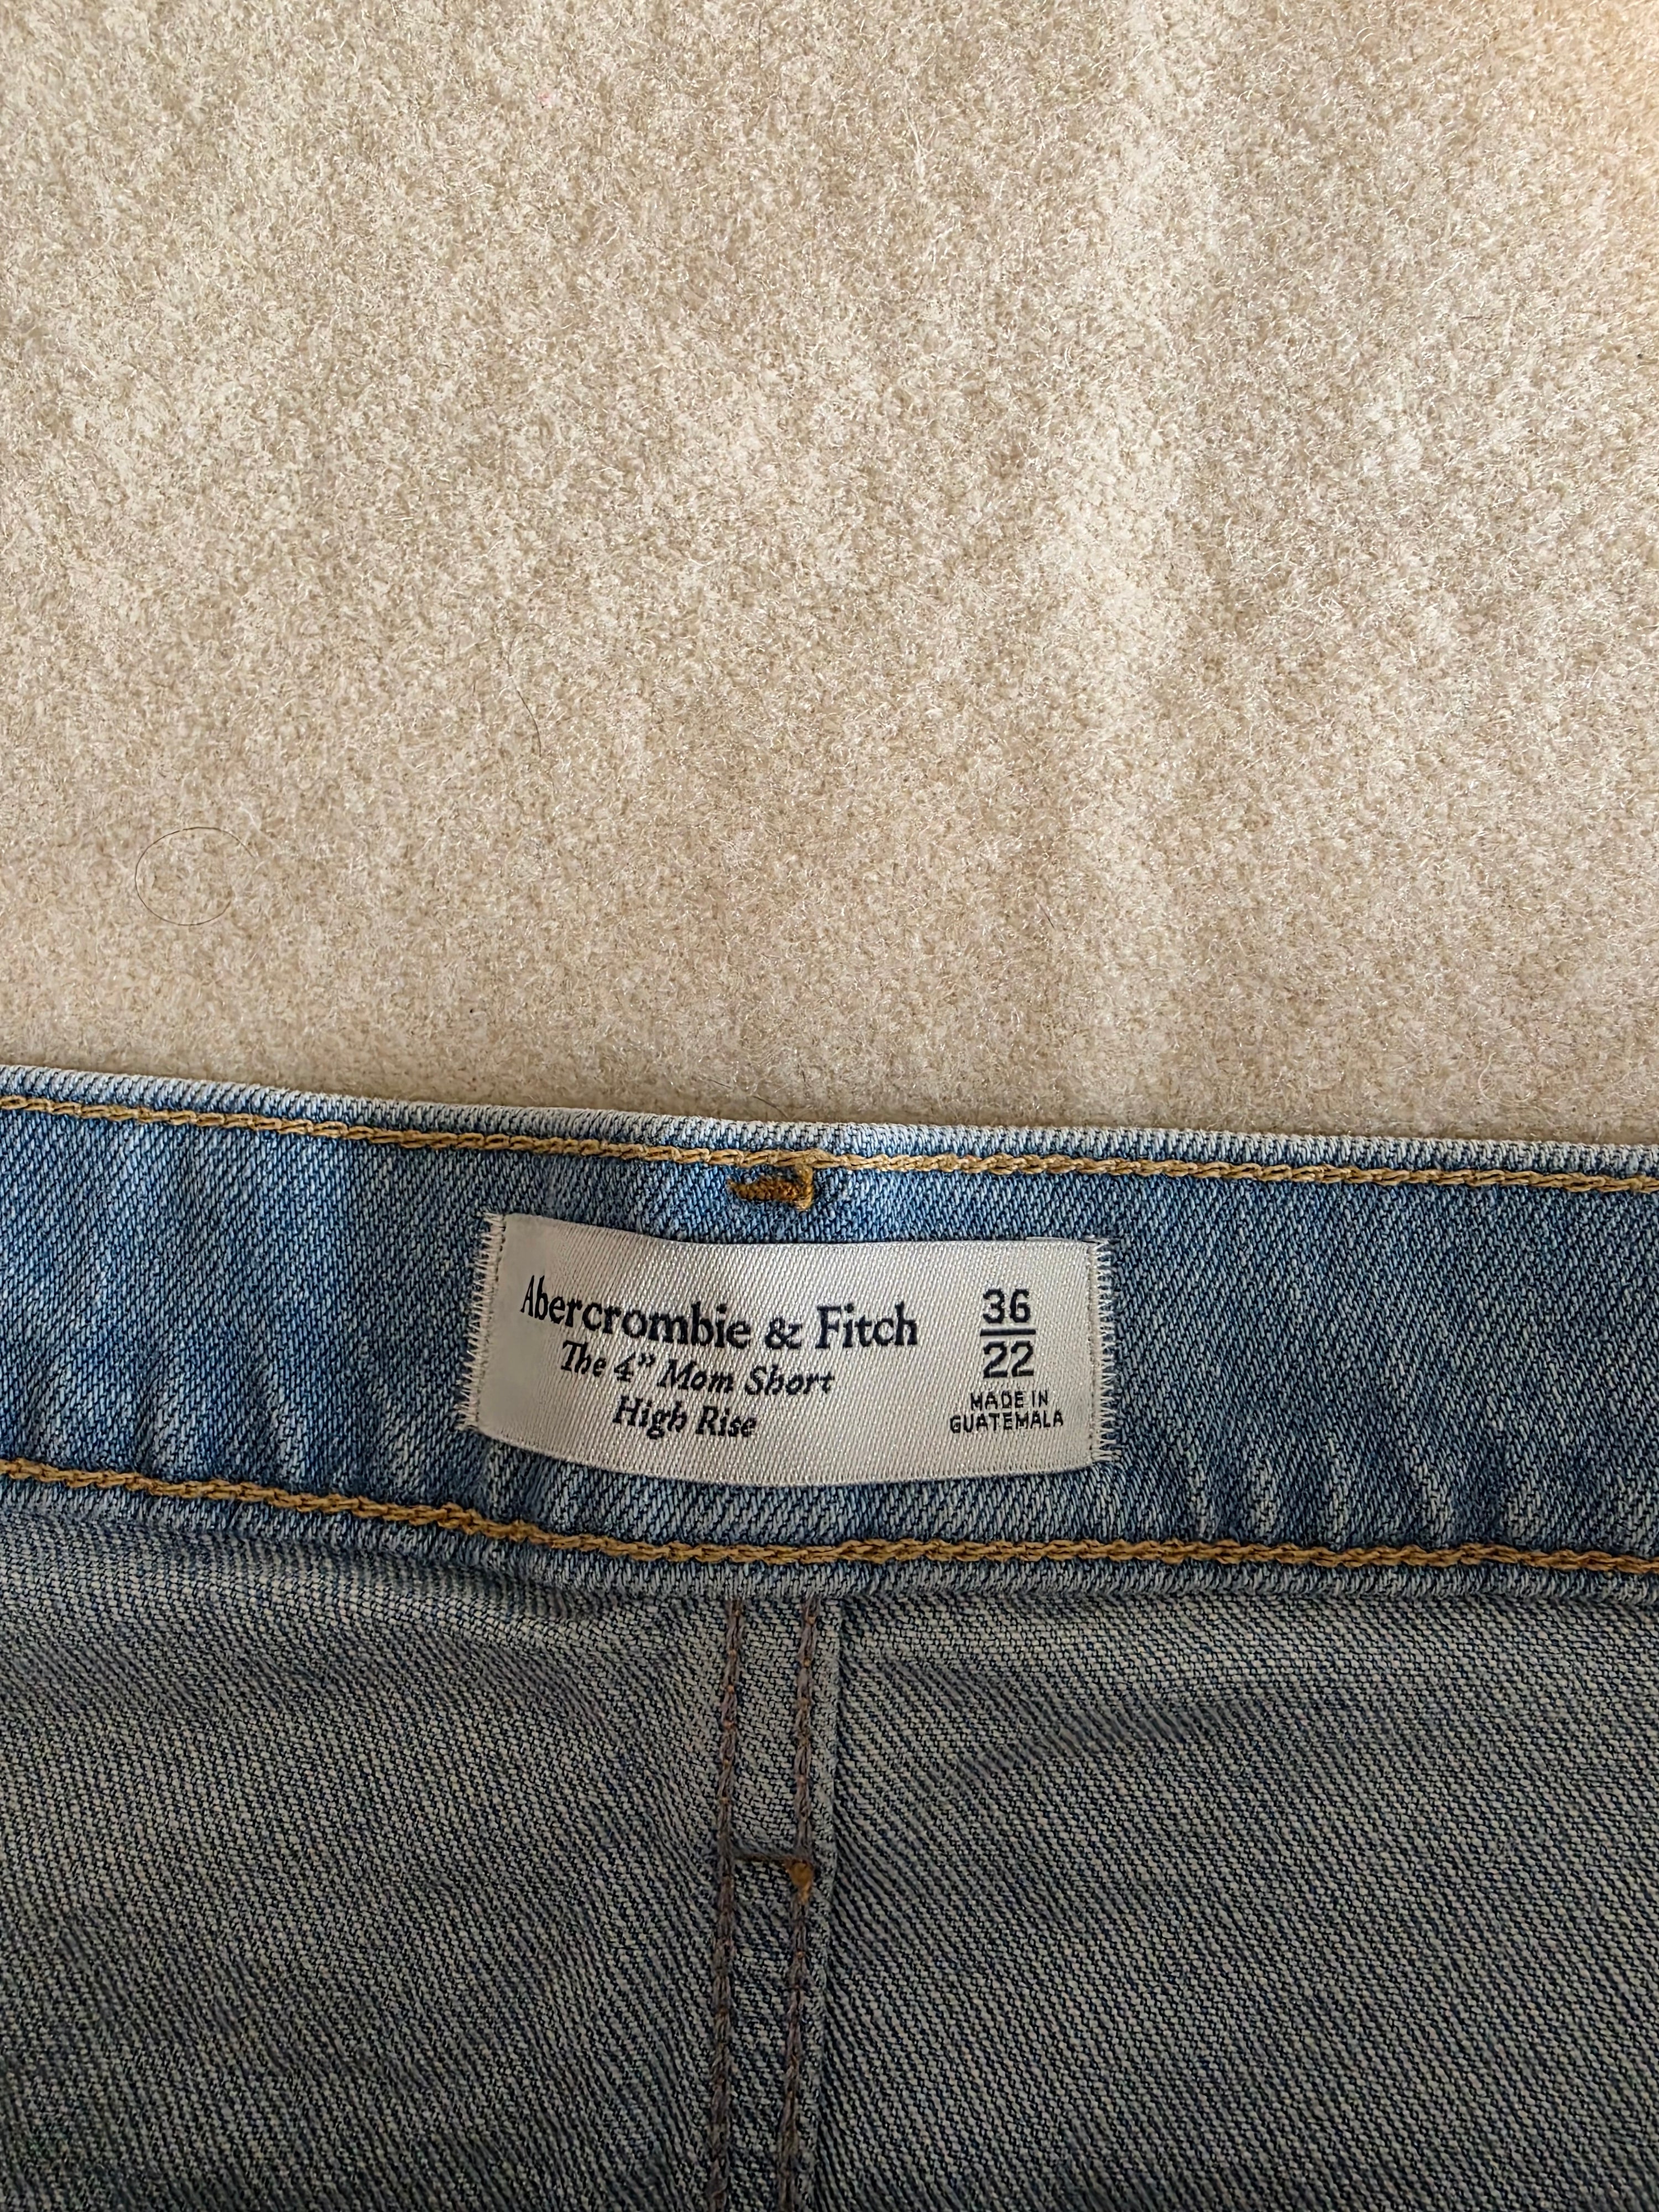 Abercrombie & Fitch
The 4” Mom Short
High Rise
36
22
MADE IN
GUATEMALA